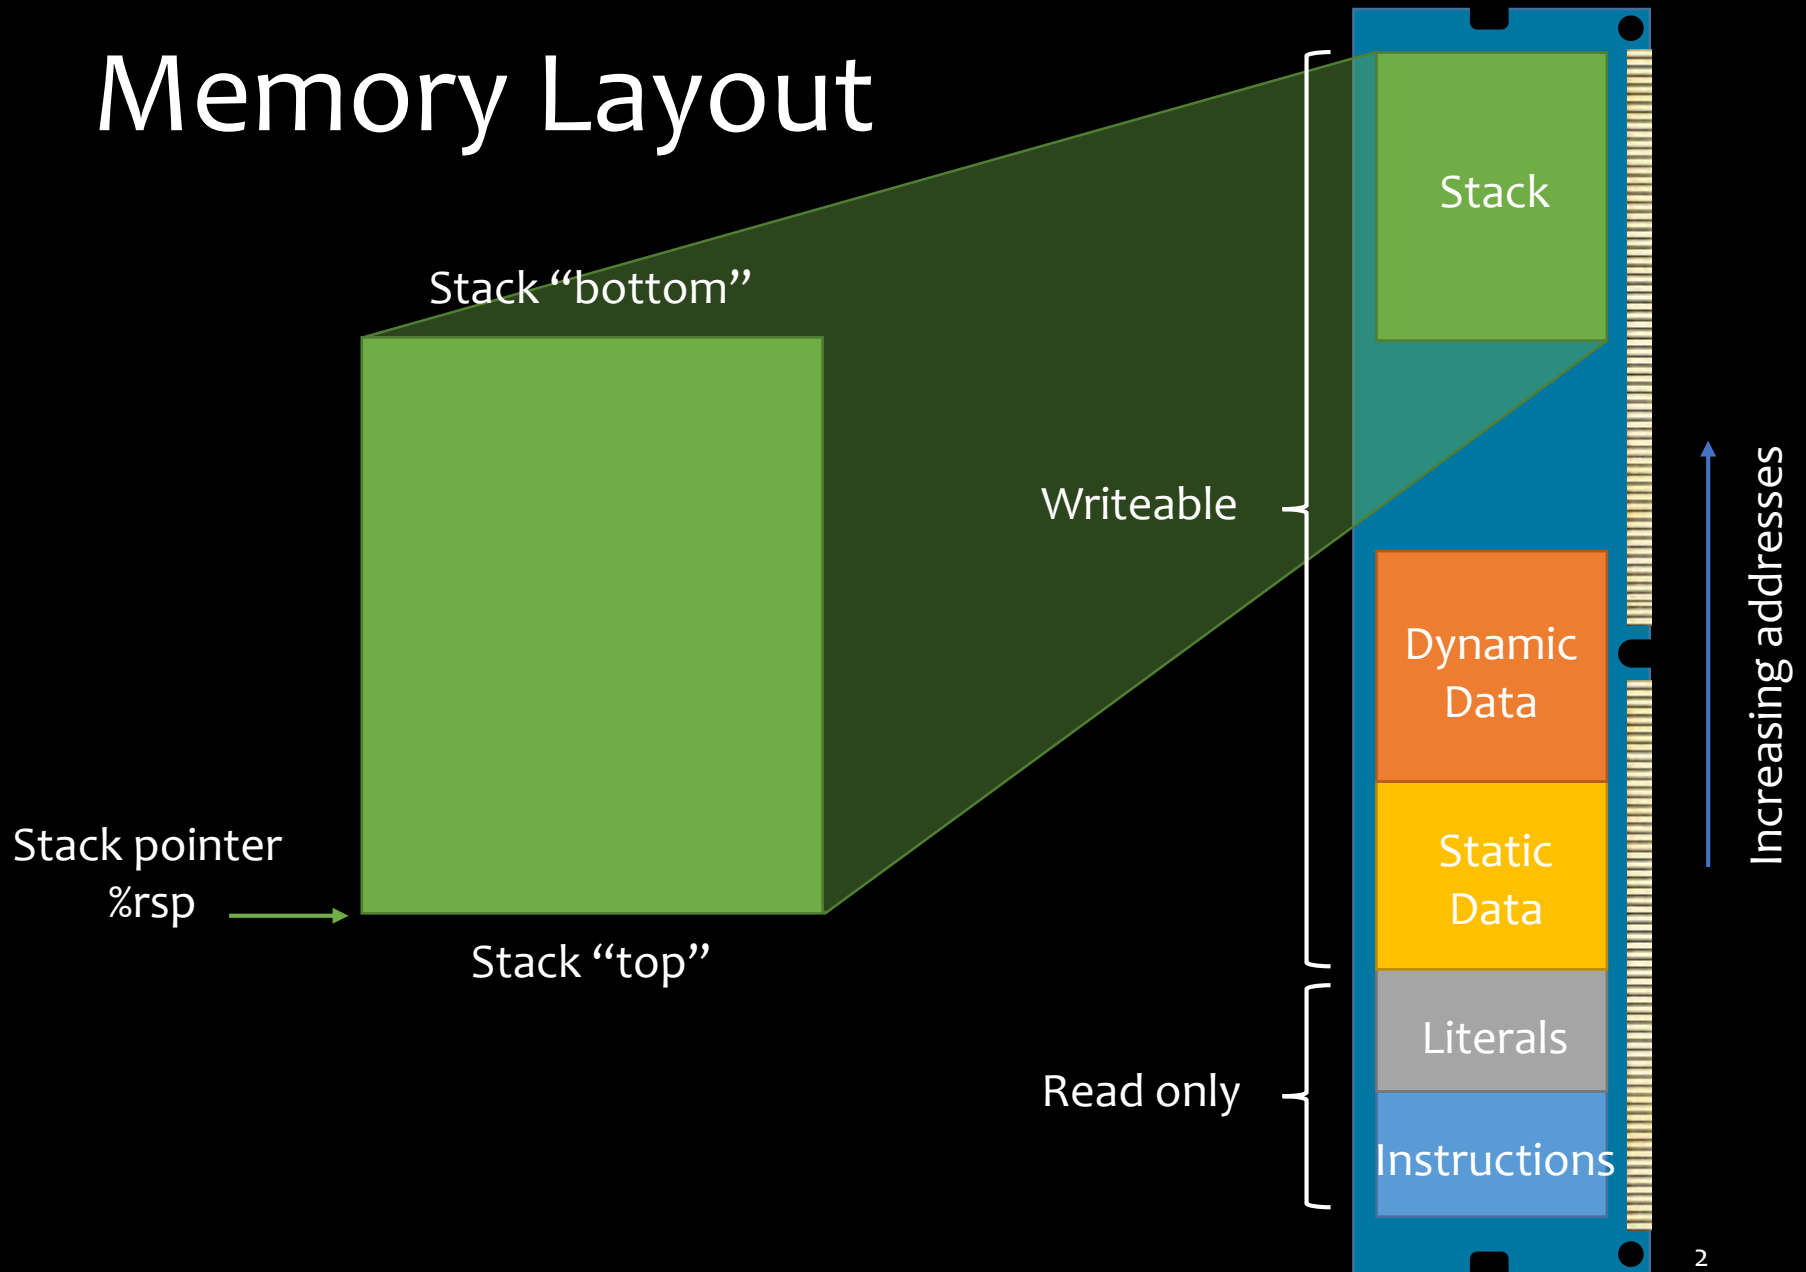 Memory Layout
Stack “bottom”
Stack pointer
%rsp
Stack “top”
Writeable
Read only
Stack
Dynamic
Data
Static
Data
Literals
Instructions
Increasing addresses
2